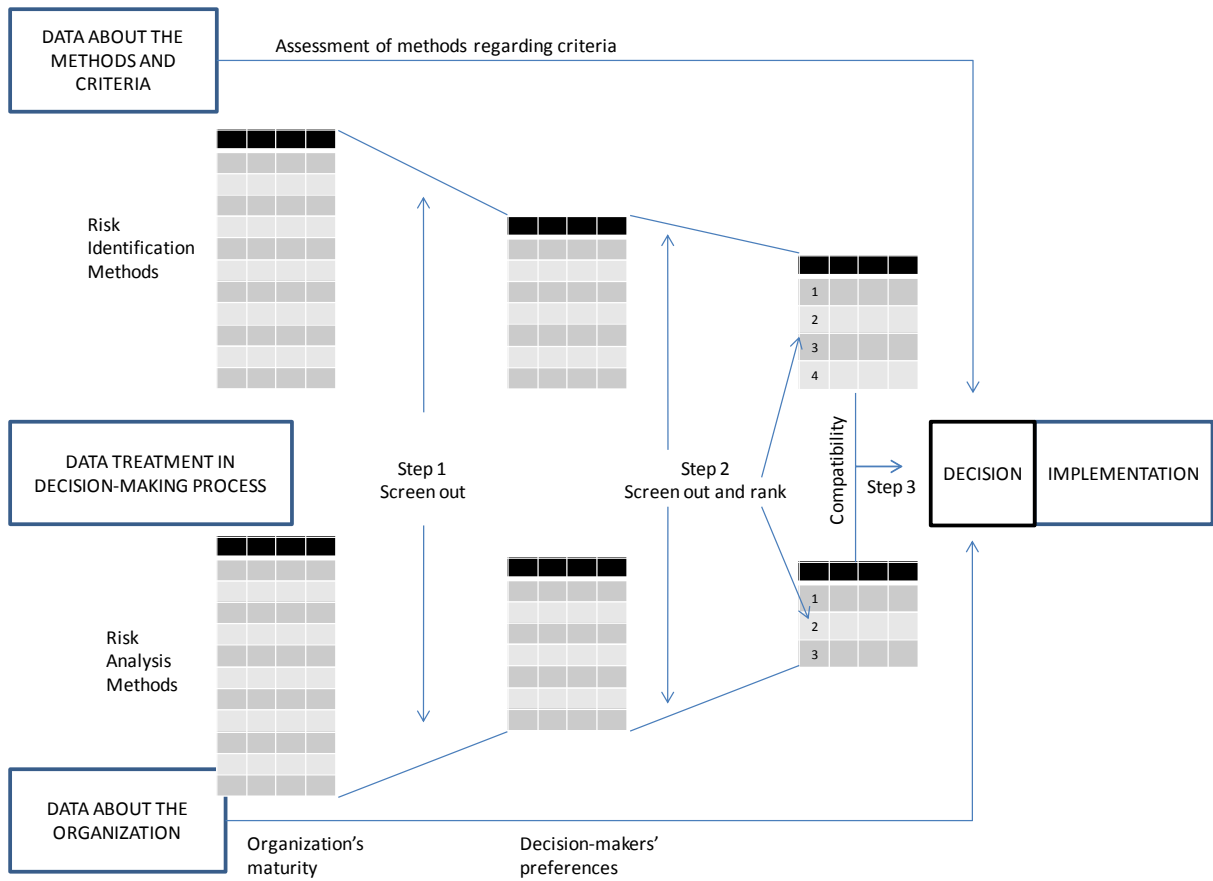 DATA ABOUT THE
METHODS AND
CRITERIA
Assessment of methods regarding criteria
Risk
Identification
Methods
1
2
3
4
DATA TREATMENT IN
DECISION-MAKING PROCESS
Step 1
Screen out
Step 2
Screen out and rank
Compatibility
Step 3
DECISION
IMPLEMENTATION
Risk
Analysis
Methods
1
2
3
DATA ABOUT THE
ORGANIZATION
Organization’s
maturity
Decision-makers’
preferences